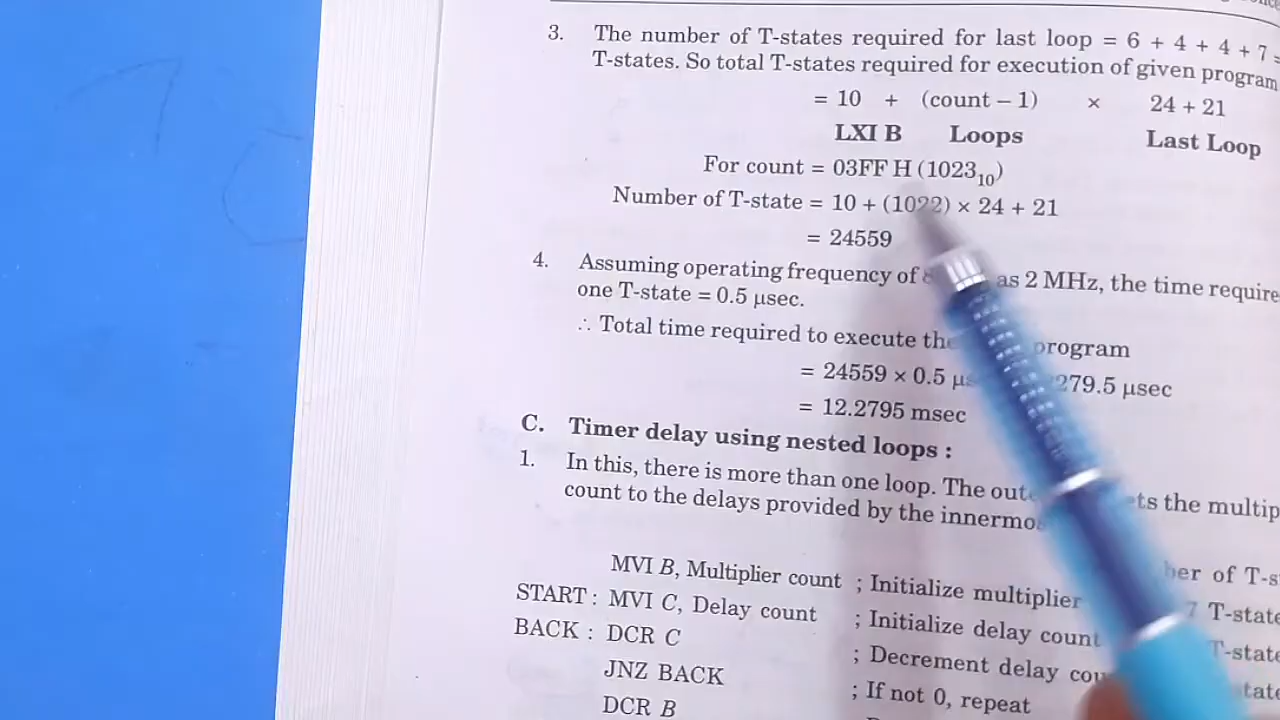 3. The number of T-states required for last loop = 6 + 4 + 4 + 7 =
T-states. So total T-states required for execution of given program
= 10 + (count – 1) × 24 + 21
LXI B Loops Last Loop
For count = 03FF H (1023₁₀)
Number of T-state = 10 + (1022) × 24 + 21
= 24559
4. Assuming operating frequency of as 2 MHz, the time require
one T-state = 0.5 μsec.
∴ Total time required to execute the program
= 24559 × 0.5 279.5 μsec
= 12.2795 msec
C. Timer delay using nested loops :
1. In this, there is more than one loop. The the multip
count to the delays provided by the
MVI B, Multiplier count ; Initialize multiplier of T-s
START : MVI C, Delay count ; Initialize delay count 7 T-state
BACK : DCR C ; Decrement delay T-state
JNZ BACK ; If not 0, repeat
DCR B